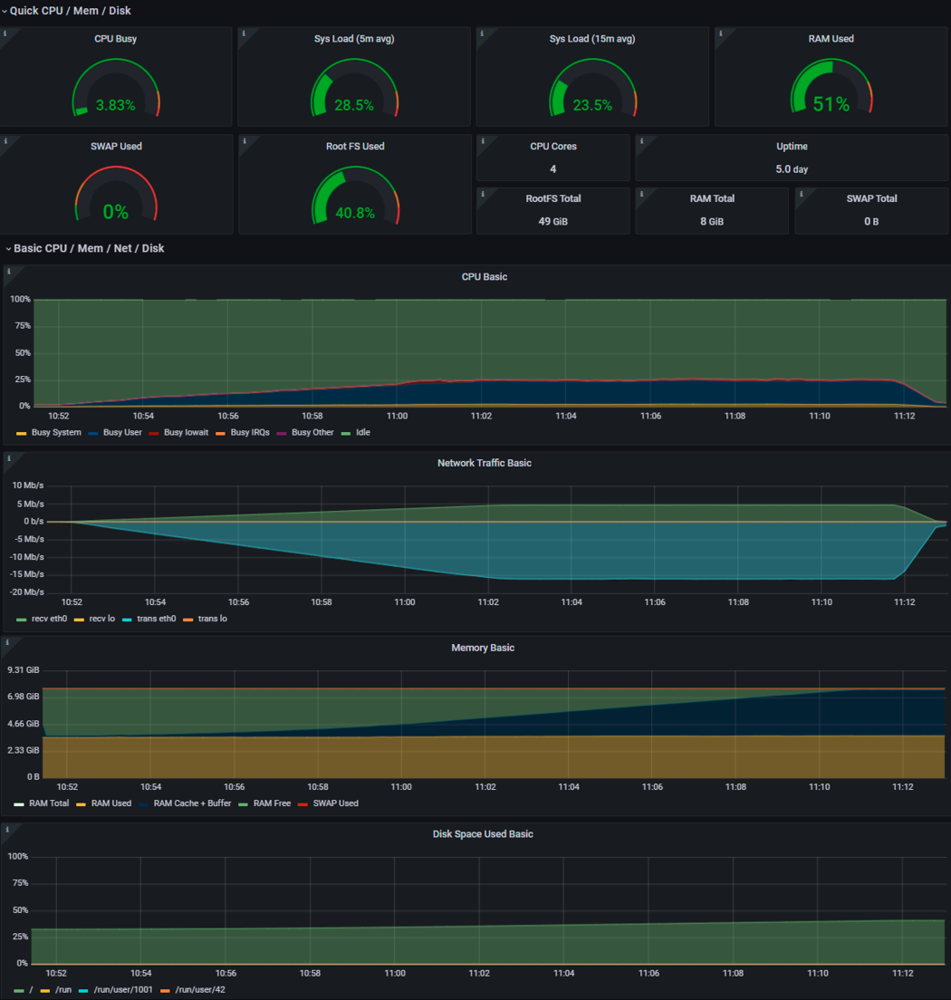 Quick CPU / Mem / Disk
CPU Busy
3.83%
Sys Load (5m avg)
28.5%
Sys Load (15m avg)
23.5%
RAM Used
51%
SWAP Used
0%
Root FS Used
40.8%
CPU Cores
4
Uptime
5.0 day
RootFS Total
49 GiB
RAM Total
8 GiB
SWAP Total
0 B
Basic CPU / Mem / Net / Disk
CPU Basic
100%
75%
50%
25%
0%
10:52 10:54 10:56 10:58 11:00 11:02 11:04 11:06 11:08 11:10 11:12
Busy System Busy User Busy Iowait Busy IRQs Busy Other Idle
Network Traffic Basic
10 Mb/s
5 Mb/s
0 b/s
-5 Mb/s
-10 Mb/s
-15 Mb/s
-20 Mb/s
10:52 10:54 10:56 10:58 11:00 11:02 11:04 11:06 11:08 11:10 11:12
recv eth0 recv lo trans eth0 trans lo
Memory Basic
9.31 GiB
6.98 GiB
4.66 GiB
2.33 GiB
0 B
10:52 10:54 10:56 10:58 11:00 11:02 11:04 11:06 11:08 11:10 11:12
RAM Total RAM Used RAM Cache + Buffer RAM Free SWAP Used
Disk Space Used Basic
100%
75%
50%
25%
0%
10:52 10:54 10:56 10:58 11:00 11:02 11:04 11:06 11:08 11:10 11:12
/ /run /run/user/1001 /run/user/42